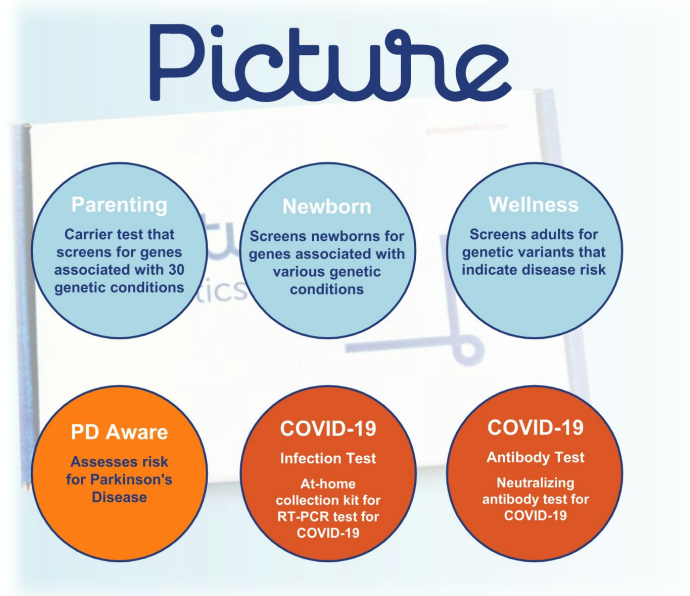 Picture
picturegenetics.com
Parenting
Carrier test that
screens for genes
associated with 30
genetic conditions
Newborn
Screens newborns for
genes associated with
various genetic
conditions
Wellness
Screens adults for
genetic variants that
indicate disease risk
PD Aware
Assesses risk
for Parkinson's
Disease
COVID-19
Infection Test
At-home
collection kit for
RT-PCR test for
COVID-19
COVID-19
Antibody Test
Neutralizing
antibody test for
COVID-19